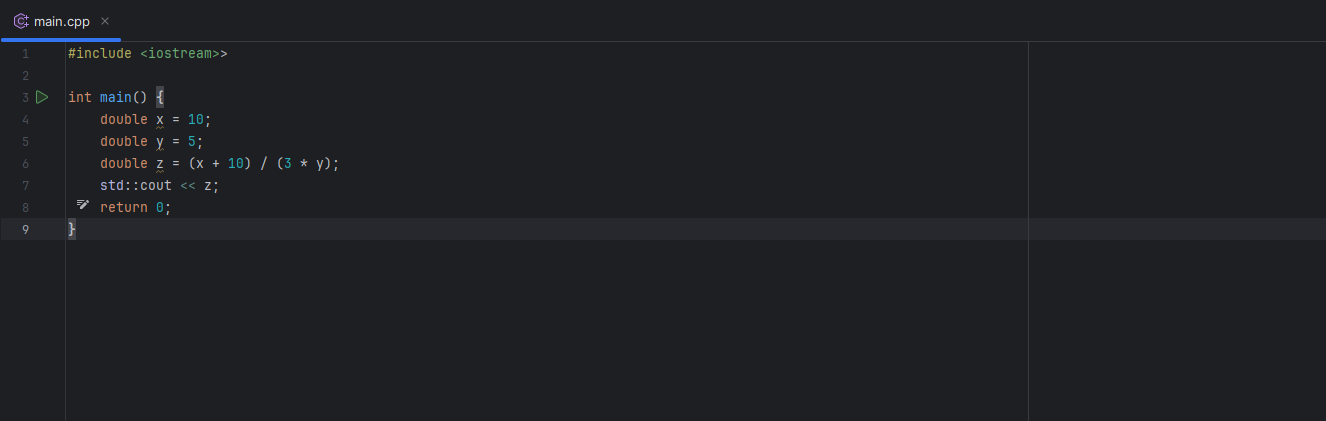 main.cpp
1 #include <iostream>>
2
3 int main() {
4 double x = 10;
5 double y = 5;
6 double z = (x + 10) / (3 * y);
7 std::cout << z;
8 return 0;
9 }